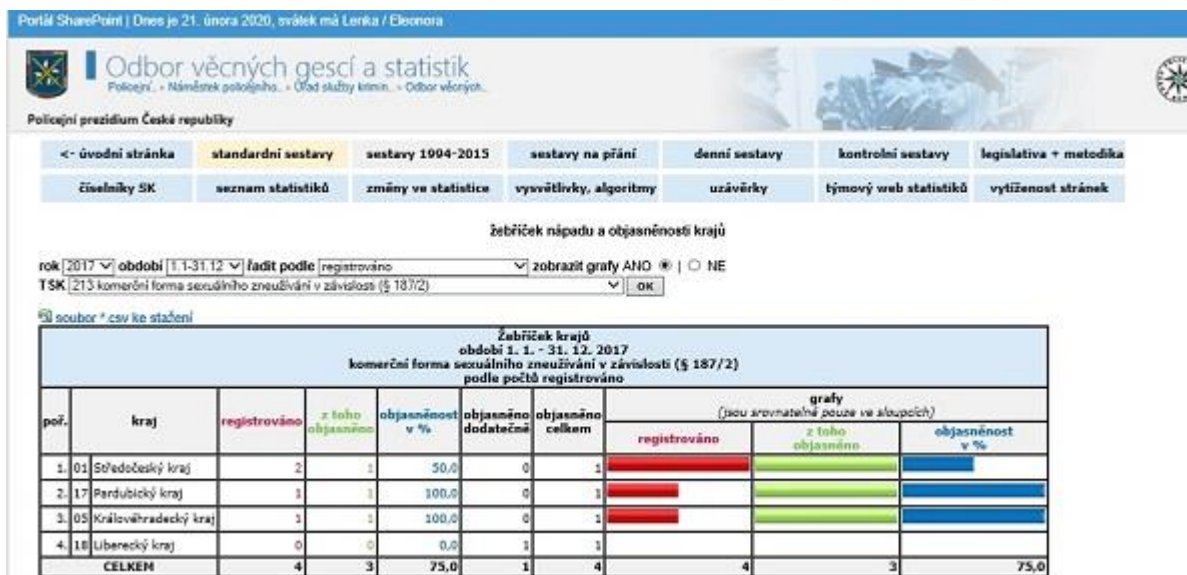 Portál SharePoint | Dnes je 21. února 2020, svátek má Lenka / Eleonora
Odbor věcných gescí a statistik
Policejní.. » Náměstek policejního.. » Úřad služby krimin.. » Odbor věcných..
Policejní prezidium České republiky
<- úvodní stránka standardní sestavy sestavy 1994-2015 sestavy na přání denní sestavy kontrolní sestavy legislativa + metodika
číselníky SK seznam statistiků změny ve statistice vysvětlivky, algoritmy uzávěrky týmový web statistiků vytíženost stránek
žebříček nápadu a objasněnosti krajů
rok 2017 období 1.1-31.12 řadit podle registrováno zobrazit grafy ANO | NE
TSK 213 komerční forma sexuálního zneužívání v závislosti (§ 187/2) OK
soubor *.csv ke stažení
Žebříček krajů
období 1. 1. - 31. 12. 2017
komerční forma sexuálního zneužívání v závislosti (§ 187/2)
podle počtů registrováno
poř. kraj registrováno z toho objasněno objasněnost v % objasněno dodatečně objasněno celkem grafy
(jsou srovnatelné pouze ve sloupcích)
registrováno z toho objasněno objasněnost v %
1. 01 Středočeský kraj 2 1 50,0 0 1
2. 17 Pardubický kraj 1 1 100,0 0 1
3. 05 Královéhradecký kraj 1 1 100,0 0 1
4. 18 Liberecký kraj 0 0 0,0 1 1
CELKEM 4 3 75,0 1 4 4 3 75,0